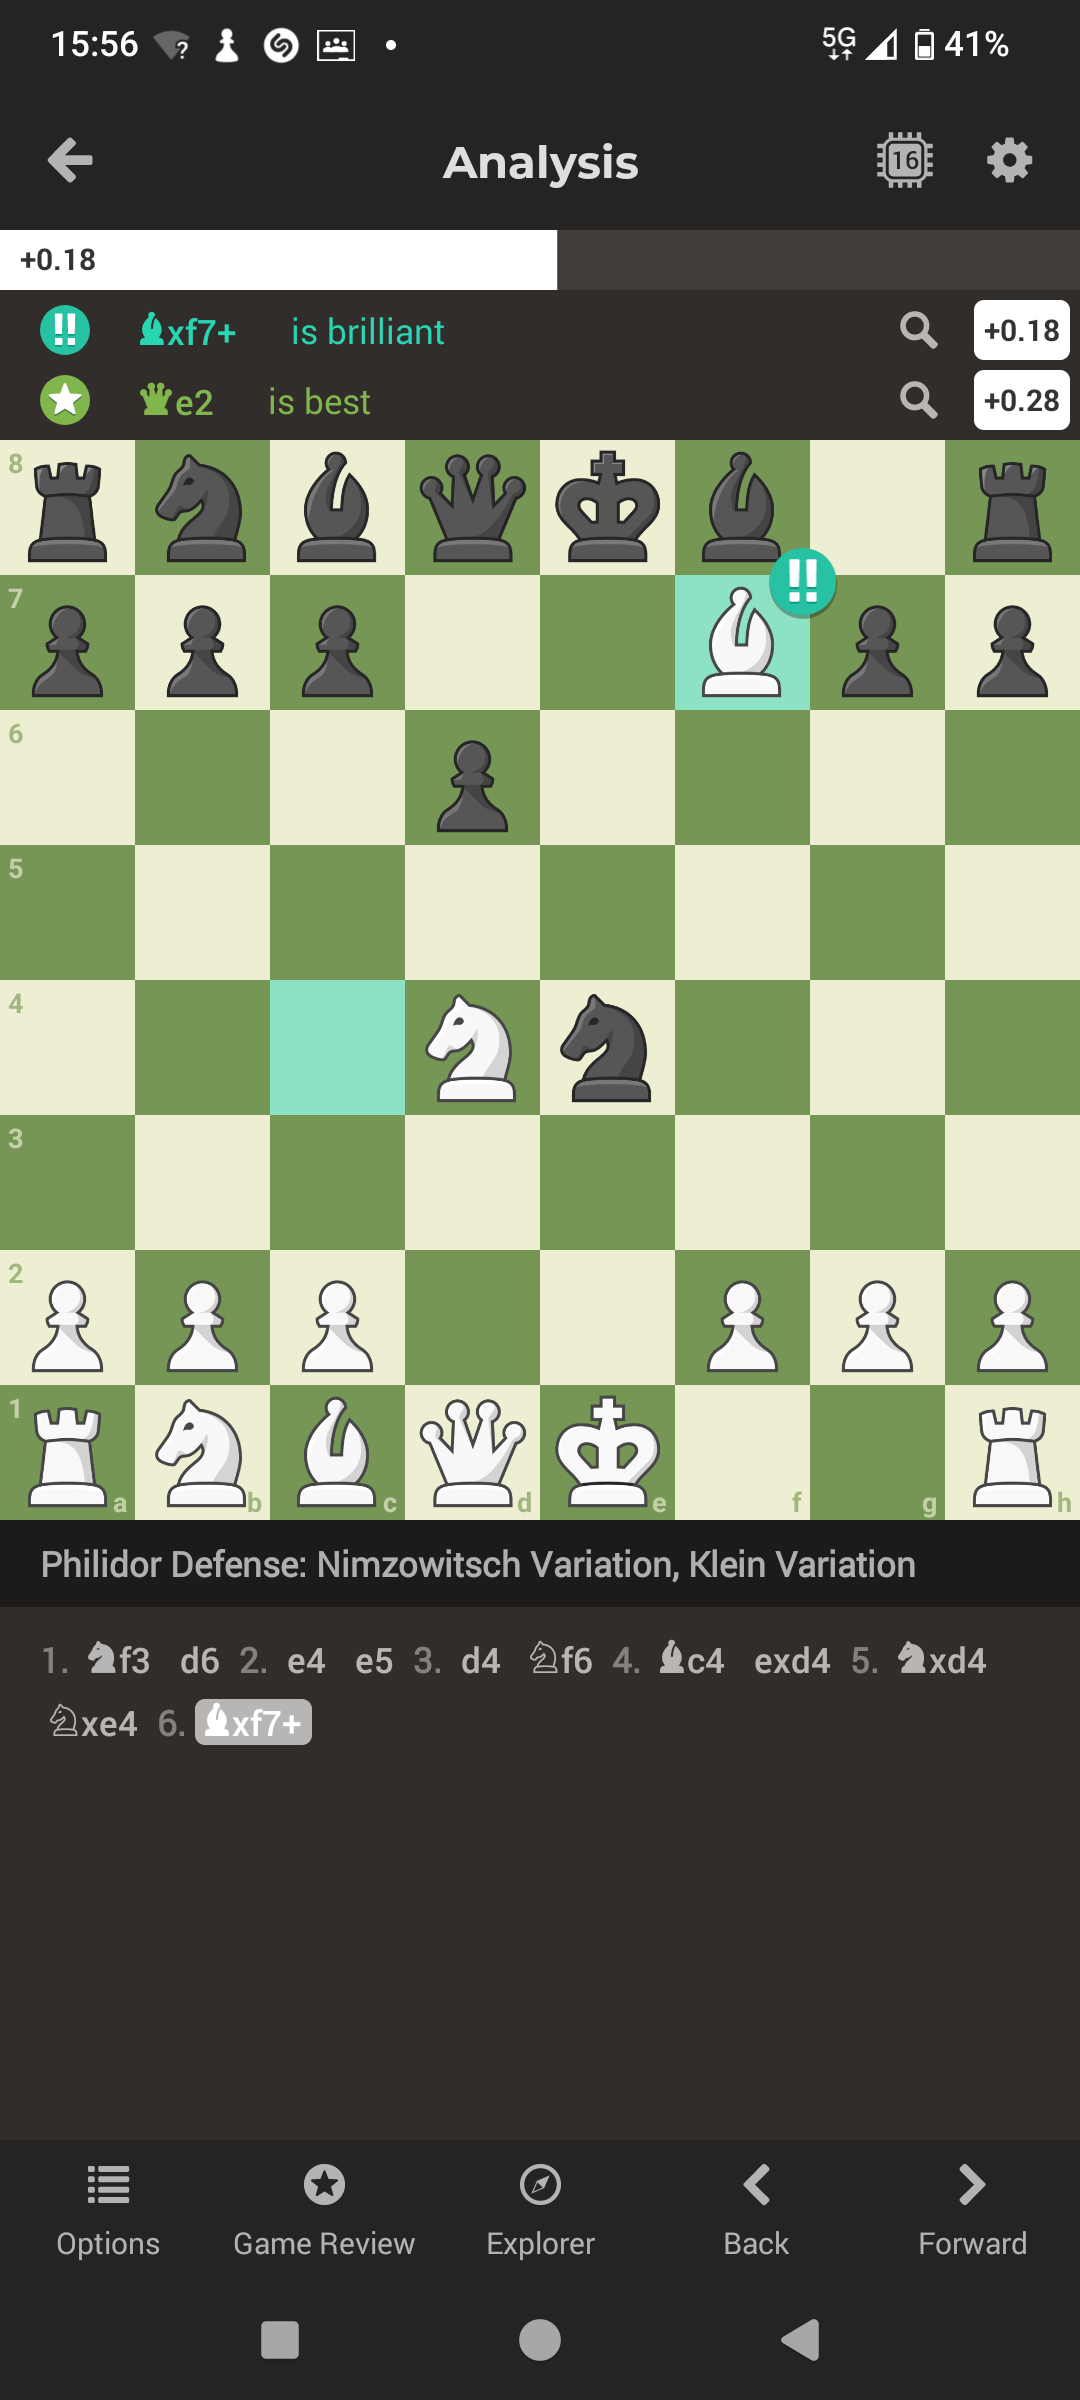 15:56 5G 41%
Analysis 16
+0.18
!! xf7+ is brilliant +0.18
e2 is best +0.28
8
!!
7
6
5
4
3
2
1 a b c d e f g h
Philidor Defense: Nimzowitsch Variation, Klein Variation
1. f3 d6 2. e4 e5 3. d4 f6 4. c4 exd4 5. xd4
xe4 6. xf7+
Options Game Review Explorer Back Forward